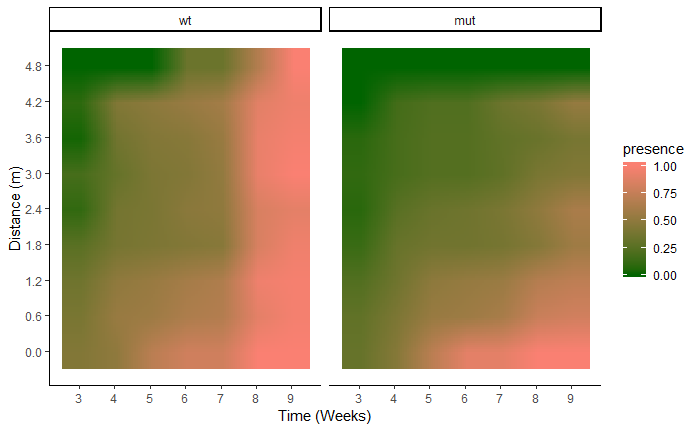 wt
mut
Distance (m)
4.8
4.2
3.6
3.0
2.4
1.8
1.2
0.6
0.0
3 4 5 6 7 8 9
3 4 5 6 7 8 9
Time (Weeks)
presence
1.00
0.75
0.50
0.25
0.00